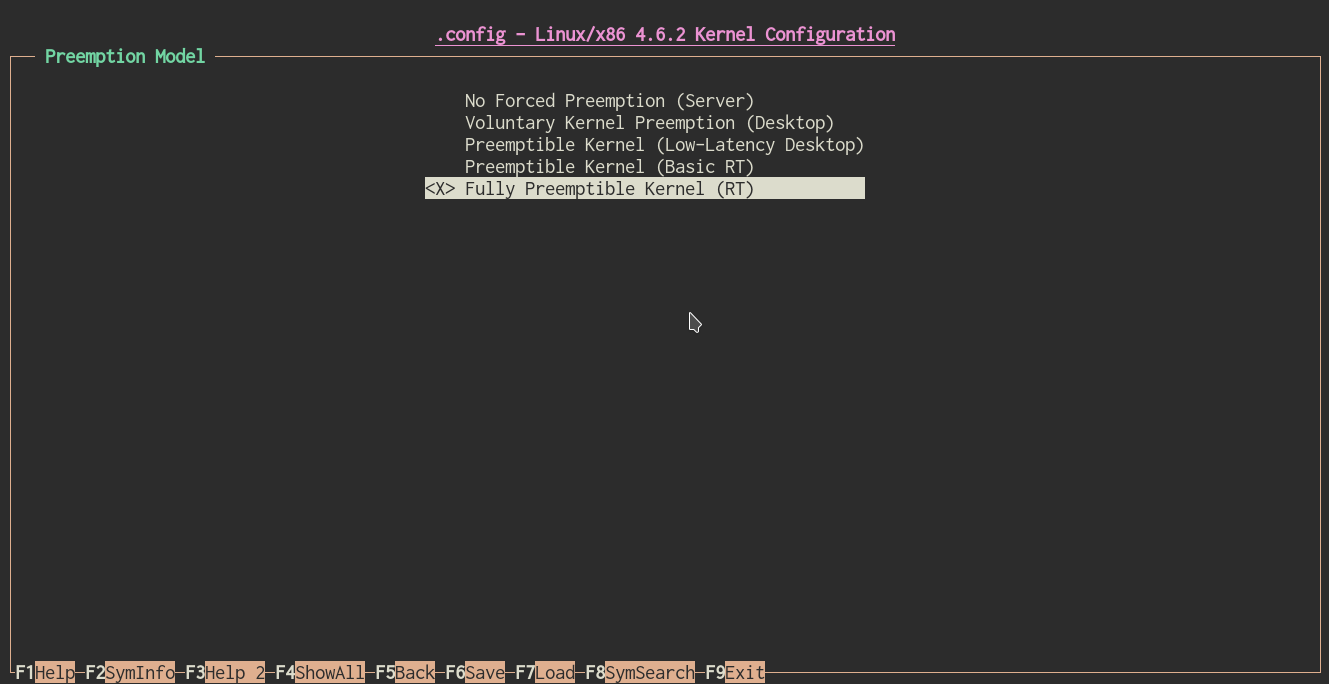 .config - Linux/x86 4.6.2 Kernel Configuration
Preemption Model
No Forced Preemption (Server)
Voluntary Kernel Preemption (Desktop)
Preemptible Kernel (Low-Latency Desktop)
Preemptible Kernel (Basic RT)
<X> Fully Preemptible Kernel (RT)
F1Help F2SymInfo F3Help 2 F4ShowAll F5Back F6Save F7Load F8SymSearch F9Exit